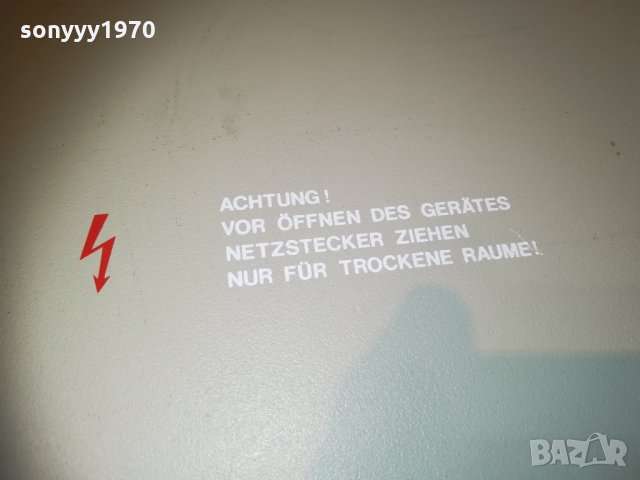 sonyyy1970
ACHTUNG!
VOR ÖFFNEN DES GERÄTES
NETZSTECKER ZIEHEN
NUR FÜR TROCKENE RAUME!
BAZAR